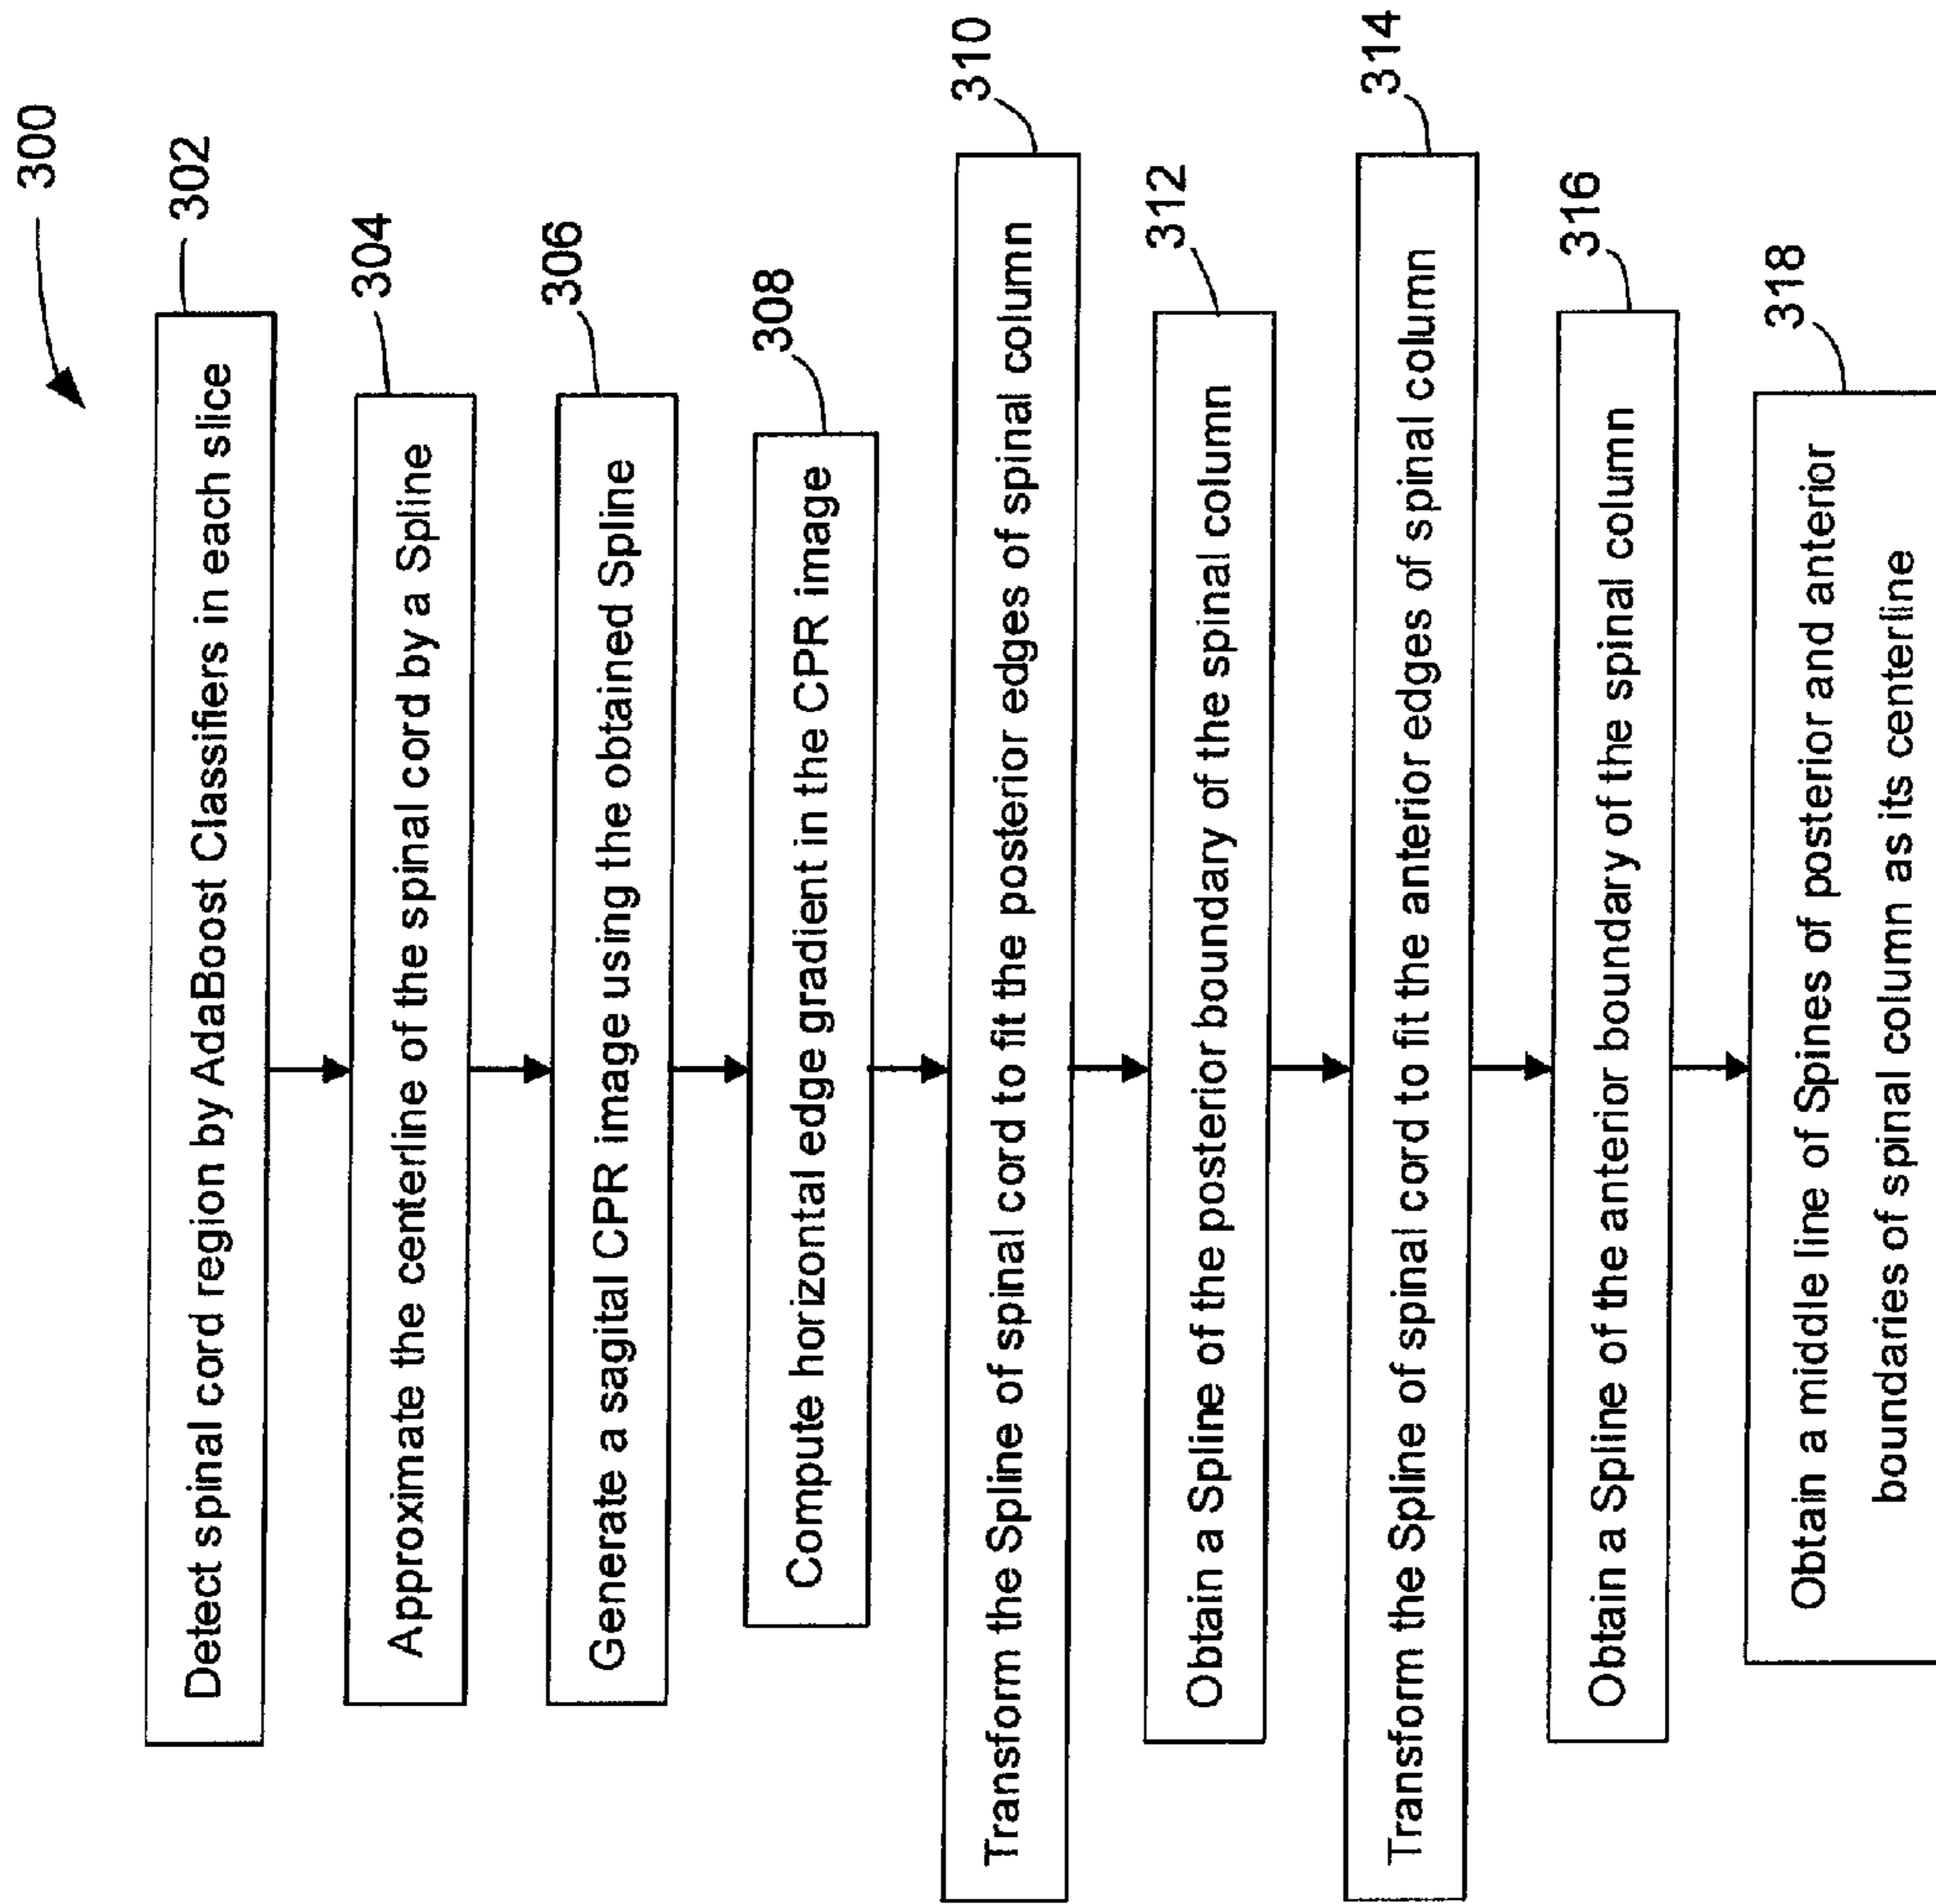 300
Detect spinal cord region by AdaBoost Classifiers in each slice
302
Approximate the centerline of the spinal cord by a Spline
304
Generate a sagital CPR image using the obtained Spline
306
Compute horizontal edge gradient in the CPR image
308
Transform the Spline of spinal cord to fit the posterior edges of spinal column
310
Obtain a Spline of the posterior boundary of the spinal column
312
Transform the Spline of spinal cord to fit the anterior edges of spinal column
314
Obtain a Spline of the anterior boundary of the spinal column
316
Obtain a middle line of Spines of posterior and anterior
boundaries of spinal column as its centerline
318